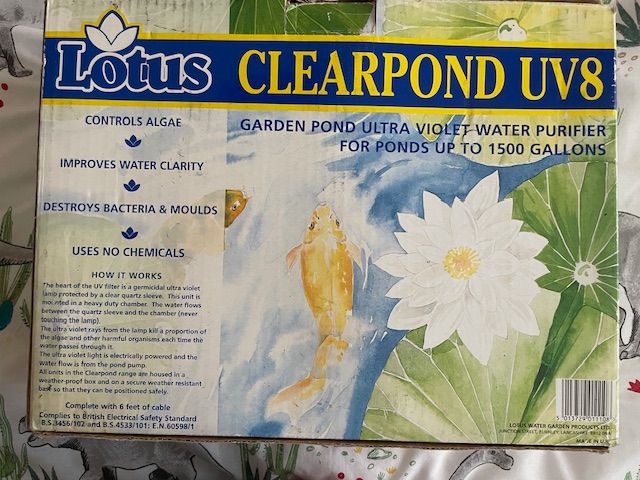 Lotus
CLEARPOND UV8
GARDEN POND ULTRA VIOLET WATER PURIFIER
FOR PONDS UP TO 1500 GALLONS
CONTROLS ALGAE
IMPROVES WATER CLARITY
DESTROYS BACTERIA & MOULDS
USES NO CHEMICALS
HOW IT WORKS
The heart of the UV filter is a germicidal ultra violet
lamp protected by a clear quartz sleeve. This unit is
mounted in a heavy duty chamber. The water flows
between the quartz sleeve and the chamber (never
touching the lamp).
The ultra violet rays from the lamp kill a proportion of
the algae and other harmful organisms each time the
water passes through it.
The ultra violet light is electrically powered and the
water flow is from the pond pump.
All units in the Clearpond range are housed in a
weather-proof box and on a secure weather resistant
base so that they can be positioned safely.
Complete with 6 feet of cable
Complies to British Electrical Safety Standard
B.S.3456/102 and B.S.4533/101: E.N.60598/1
LOTUS WATER GARDEN PRODUCTS LTD.
JUNCTION STREET, BURNLEY, LANCASHIRE
MADE IN U.K.